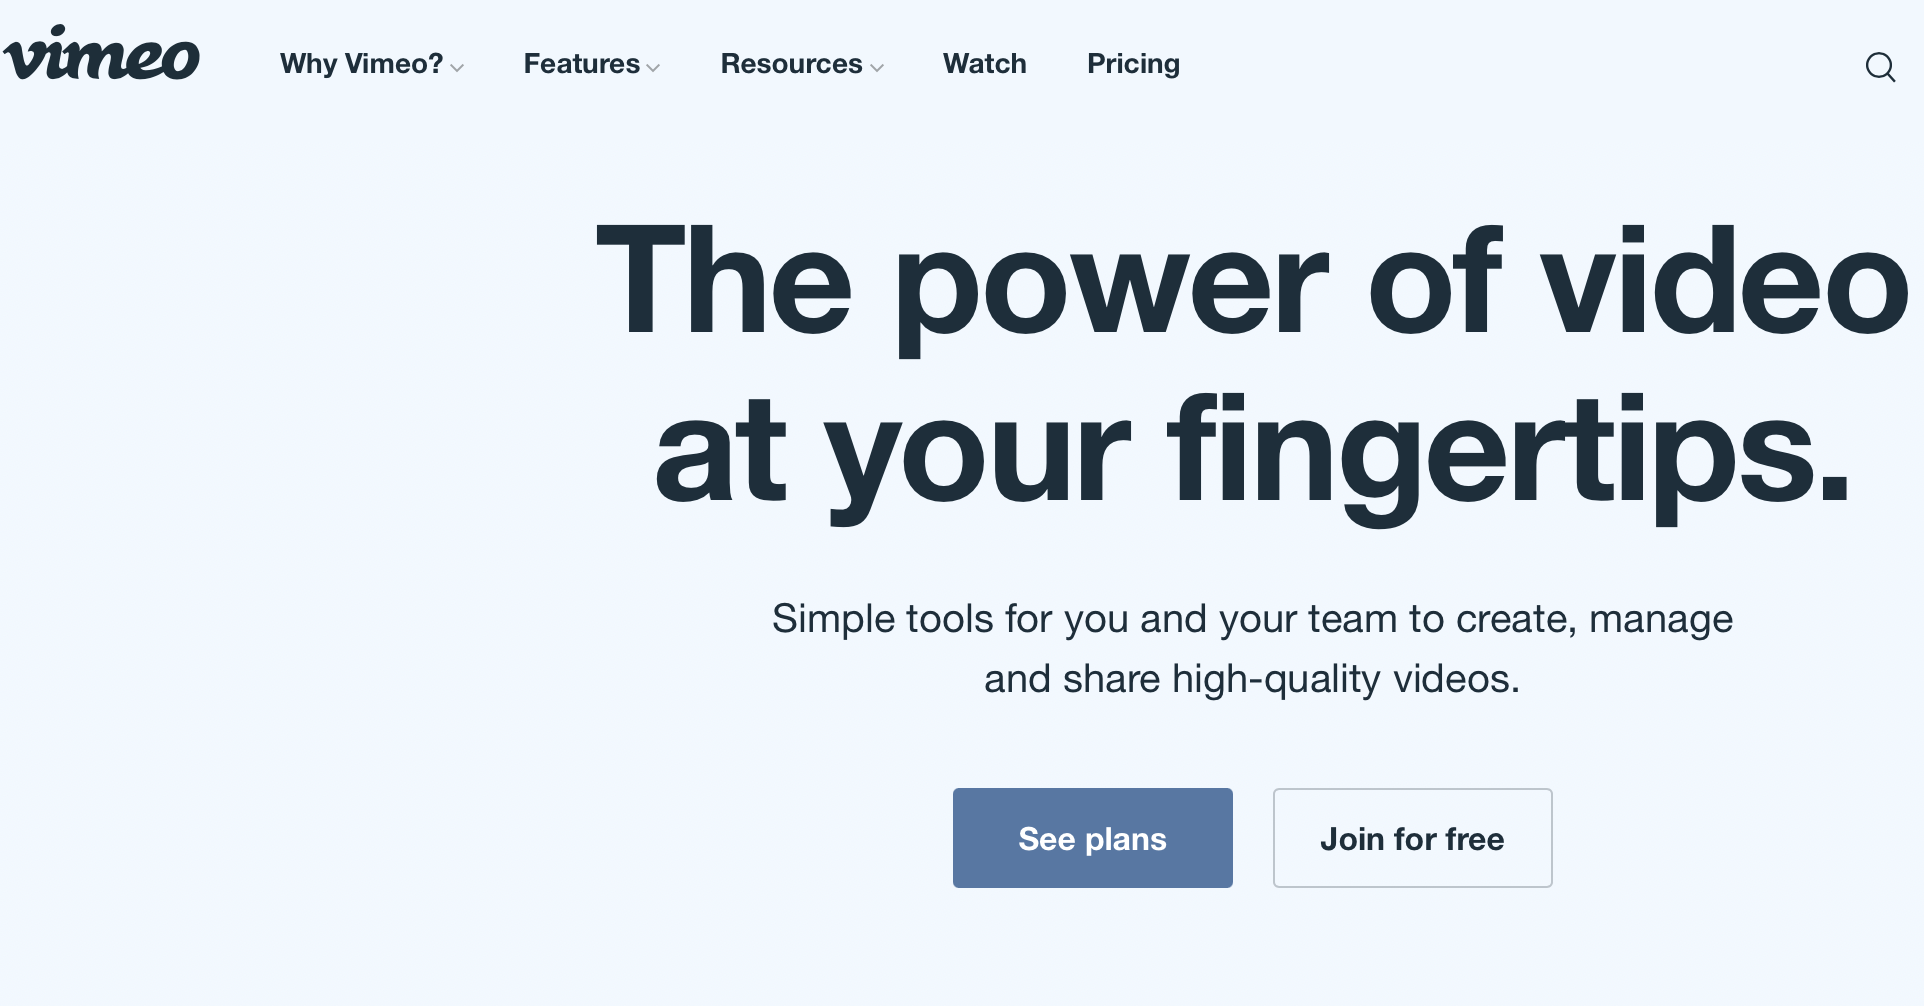 vimeo
Why Vimeo?
Features
Resources
Watch
Pricing
The power of video
at your fingertips.
Simple tools for you and your team to create, manage
and share high-quality videos.
See plans
Join for free